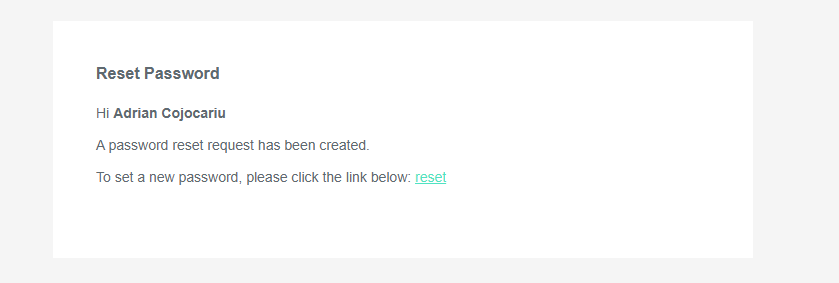 Reset Password
Hi Adrian Cojocariu
A password reset request has been created.
To set a new password, please click the link below: reset